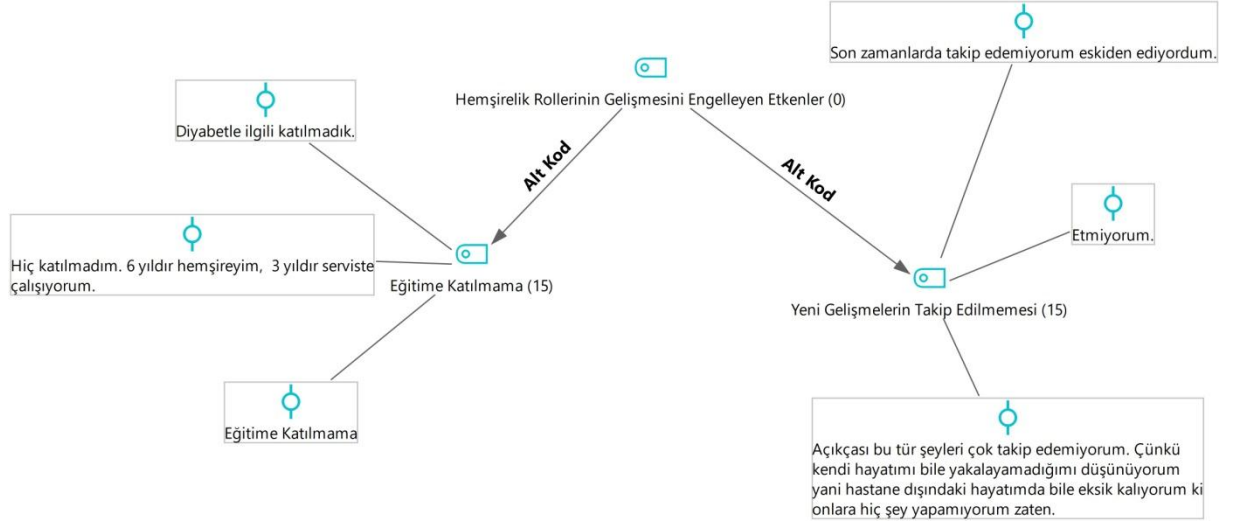 Son zamanlarda takip edemiyorum eskiden ediyordum.
Hemşirelik Rollerinin Gelişmesini Engelleyen Etkenler (0)
Diyabetle ilgili katılmadık.
Alt Kod
Alt Kod
Hiç katılmadım. 6 yıldır hemşireyim, 3 yıldır serviste
çalışıyorum.
Etmiyorum.
Eğitime Katılmama (15)
Yeni Gelişmelerin Takip Edilmemesi (15)
Eğitime Katılmama
Açıkçası bu tür şeyleri çok takip edemiyorum. Çünkü
kendi hayatımı bile yakalayamadığımı düşünüyorum
yani hastane dışındaki hayatımda bile eksik kalıyorum ki
onlara hiç şey yapamıyorum zaten.